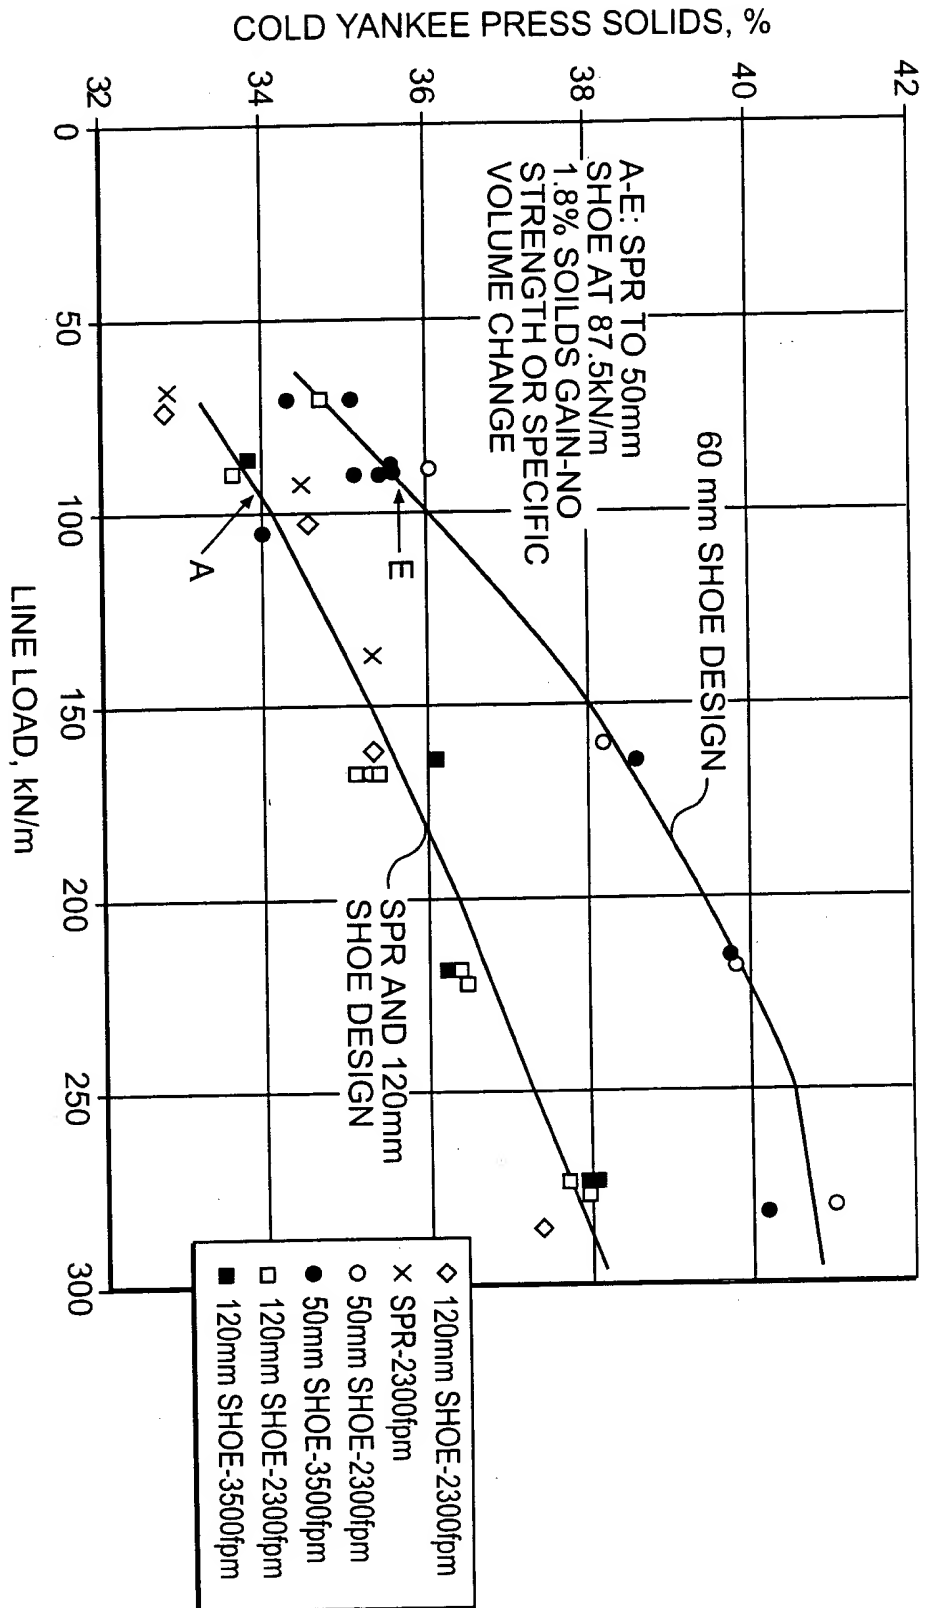 COLD YANKEE PRESS SOLIDS, %
42
40
38
36
34
32
0
50
100
150
200
250
300
LINE LOAD, kN/m
A-E: SPR TO 50mm
SHOE AT 87.5kN/m
1.8% SOILDS GAIN-NO
STRENGTH OR SPECIFIC
VOLUME CHANGE
60 mm SHOE DESIGN
E
A
SPR AND 120mm
SHOE DESIGN
120mm SHOE-2300fpm
SPR-2300fpm
50mm SHOE-2300fpm
50mm SHOE-3500fpm
120mm SHOE-2300fpm
120mm SHOE-3500fpm